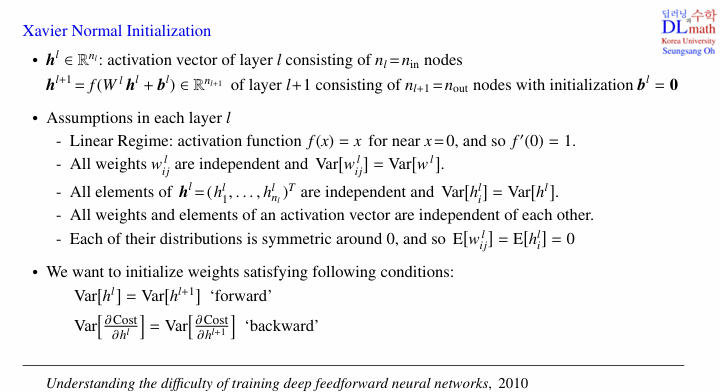 Xavier Normal Initialization
딥러닝의수학
DLmath
Korea University
Seungsang Oh
• h^l ∈ ℝ^{n_l}: activation vector of layer l consisting of n_l = n_in nodes
h^{l+1} = f(W^l h^l + b^l) ∈ ℝ^{n_{l+1}} of layer l+1 consisting of n_{l+1} = n_out nodes with initialization b^l = 0
• Assumptions in each layer l
- Linear Regime: activation function f(x) = x for near x = 0, and so f′(0) = 1.
- All weights w^l_{ij} are independent and Var[w^l_{ij}] = Var[w^l].
- All elements of h^l = (h^l_1, . . . , h^l_{n_l})^T are independent and Var[h^l_i] = Var[h^l].
- All weights and elements of an activation vector are independent of each other.
- Each of their distributions is symmetric around 0, and so E[w^l_{ij}] = E[h^l_i] = 0
• We want to initialize weights satisfying following conditions:
Var[h^l] = Var[h^{l+1}] ‘forward’
Var[∂Cost/∂h^l] = Var[∂Cost/∂h^{l+1}] ‘backward’
Understanding the difficulty of training deep feedforward neural networks, 2010